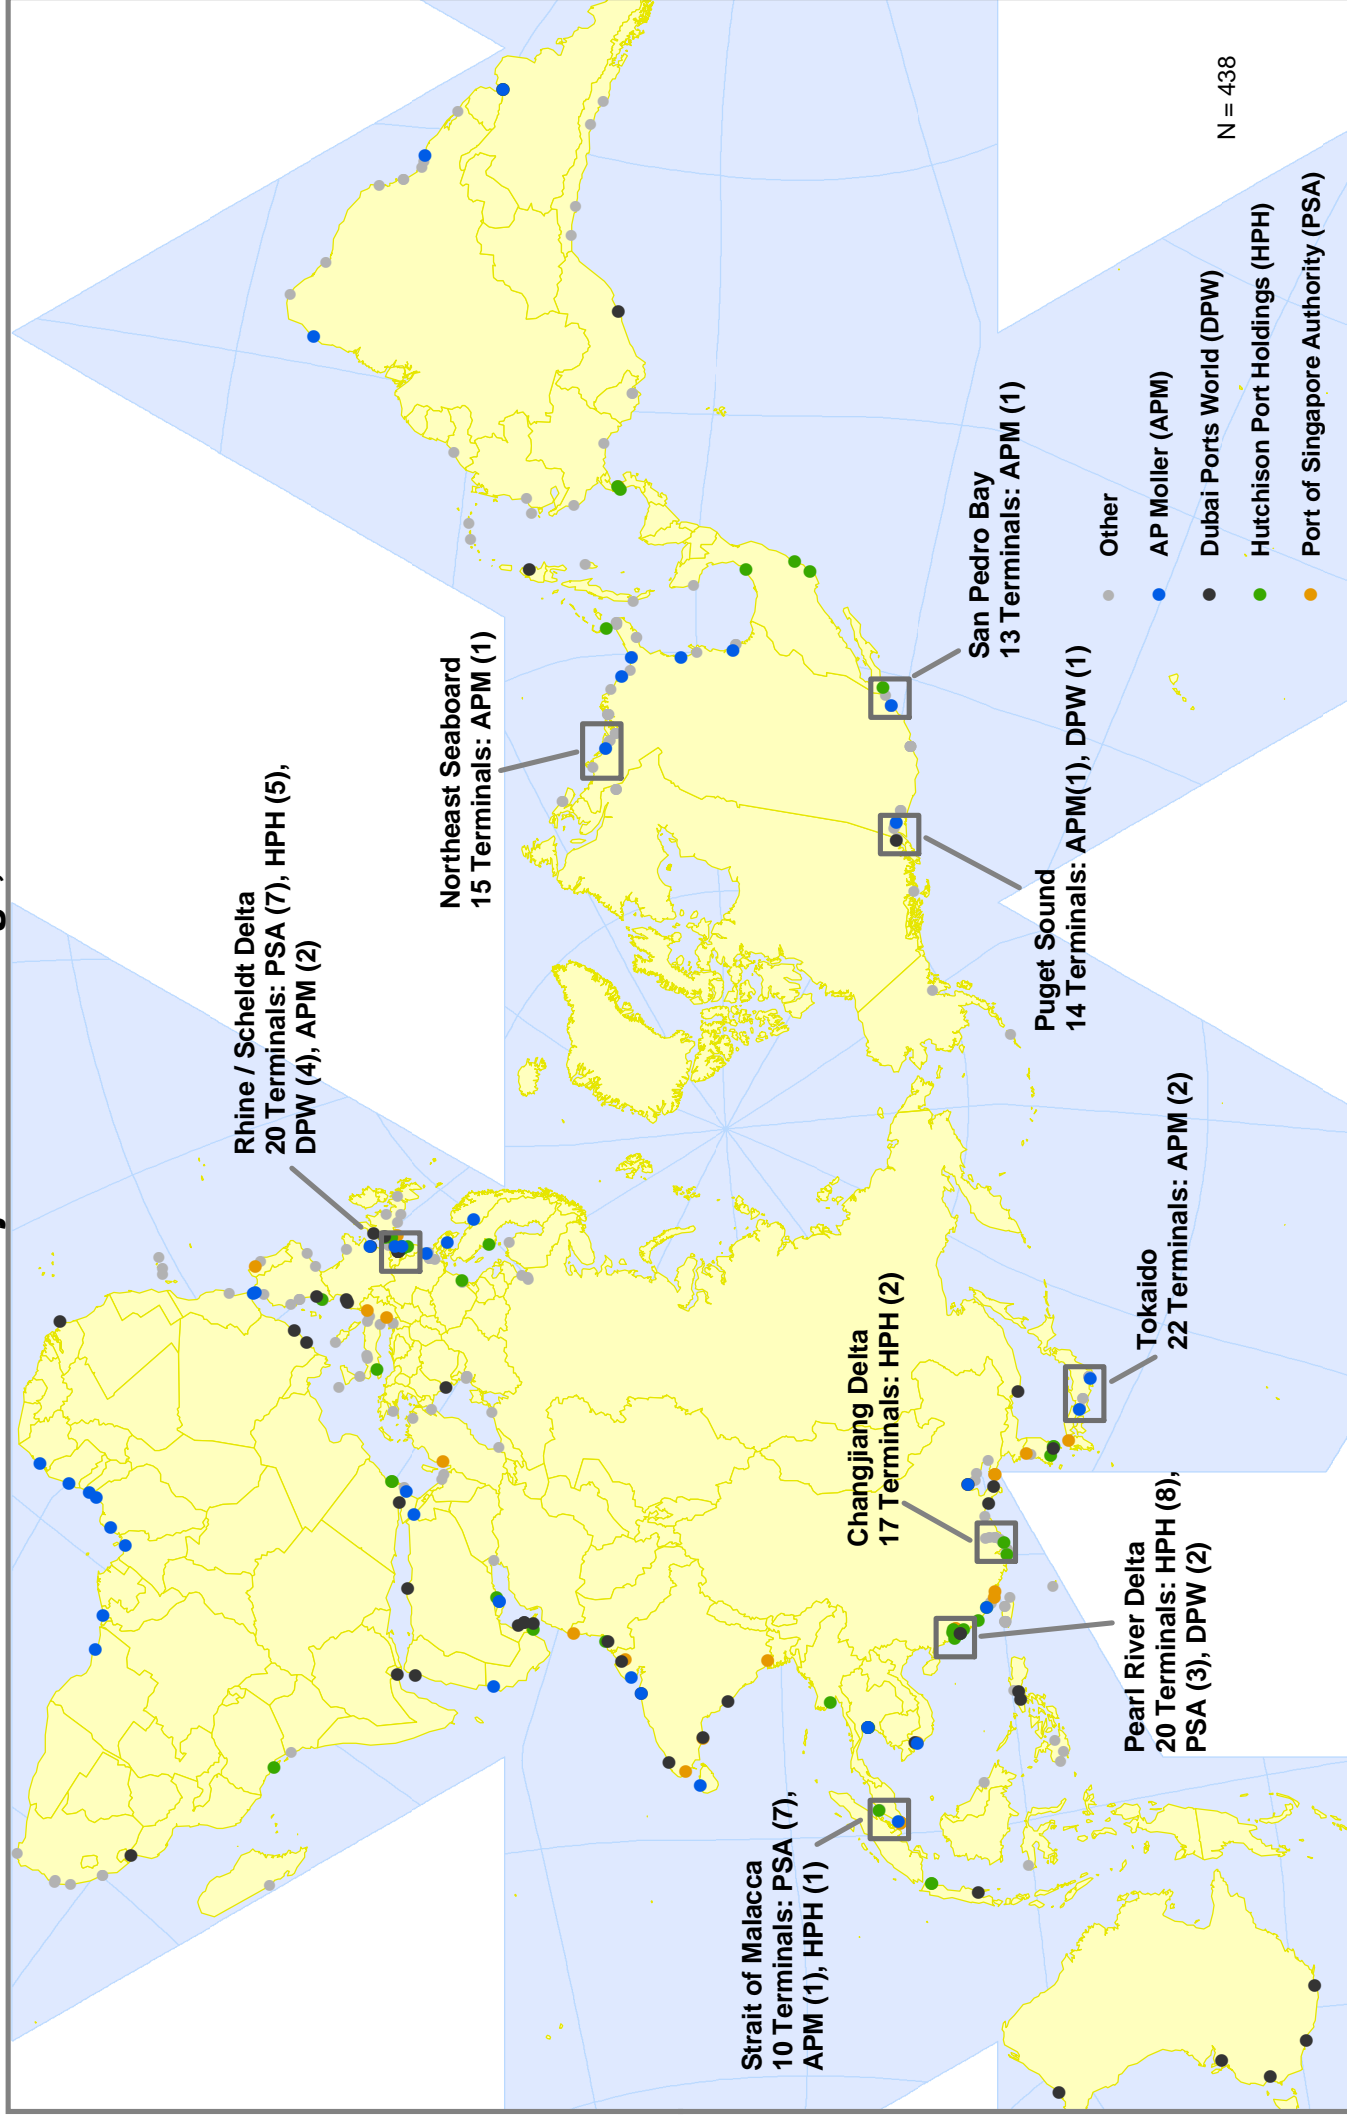 Rhine / Scheldt Delta
20 Terminals: PSA (7), HPH (5),
DPW (4), APM (2)
Northeast Seaboard
15 Terminals: APM (1)
San Pedro Bay
13 Terminals: APM (1)
Puget Sound
14 Terminals: APM(1), DPW (1)
Tokaido
22 Terminals: APM (2)
Changjiang Delta
17 Terminals: HPH (2)
Pearl River Delta
20 Terminals: HPH (8),
PSA (3), DPW (2)
Strait of Malacca
10 Terminals: PSA (7),
APM (1), HPH (1)
Other
AP Moller (APM)
Dubai Ports World (DPW)
Hutchison Port Holdings (HPH)
Port of Singapore Authority (PSA)
N = 438